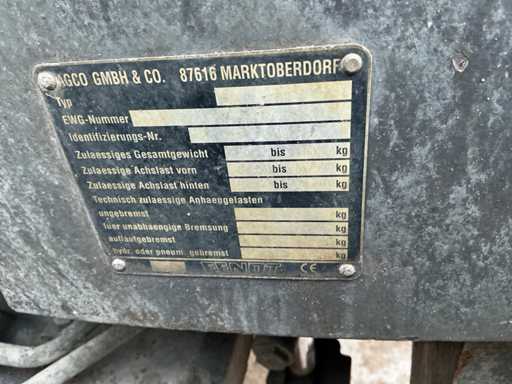 AGCO GMBH & CO. 87616 MARKTOBERDORF
Typ
EWG-Nummer
Identifizierungs-Nr.
Zulaessiges Gesamtgewicht bis kg
Zulaessige Achslast vorn bis kg
Zulaessige Achslast hinten bis kg
Technisch zulaessige Anhaengelasten
ungebremst kg
fuer unabhaengige Bremsung kg
auflaufgebremst kg
hydr. oder pneum. gebremst kg
FENDT CE